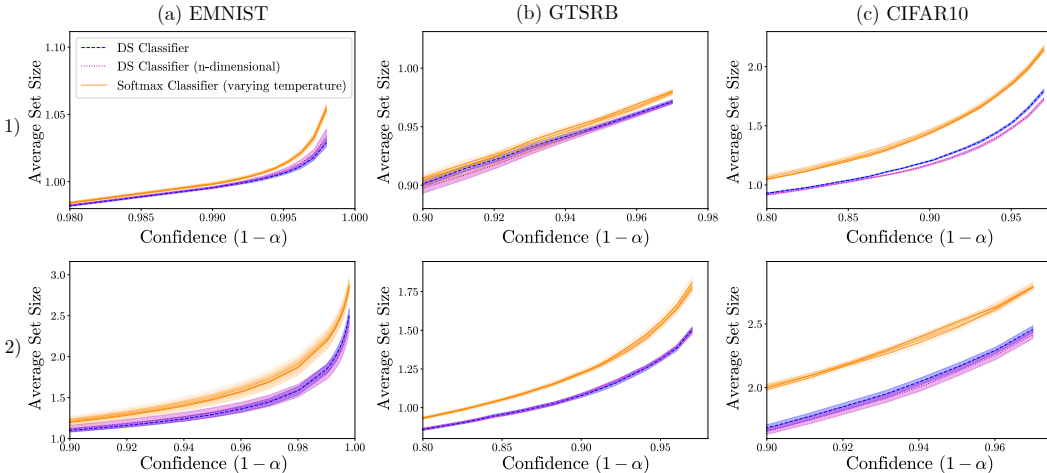 (a) EMNIST
(b) GTSRB
(c) CIFAR10
1)
Average Set Size
1.10
1.05
1.00
0.980
0.985
0.990
0.995
1.000
Confidence (1 − α)
DS Classifier
DS Classifier (n-dimensional)
Softmax Classifier (varying temperature)
Average Set Size
1.00
0.95
0.90
0.90
0.92
0.94
0.96
0.98
Confidence (1 − α)
Average Set Size
2.0
1.5
1.0
0.80
0.85
0.90
0.95
Confidence (1 − α)
2)
Average Set Size
3.0
2.5
2.0
1.5
1.0
0.90
0.92
0.94
0.96
0.98
1.00
Confidence (1 − α)
Average Set Size
1.75
1.50
1.25
1.00
0.80
0.85
0.90
0.95
Confidence (1 − α)
Average Set Size
2.5
2.0
0.90
0.92
0.94
0.96
Confidence (1 − α)